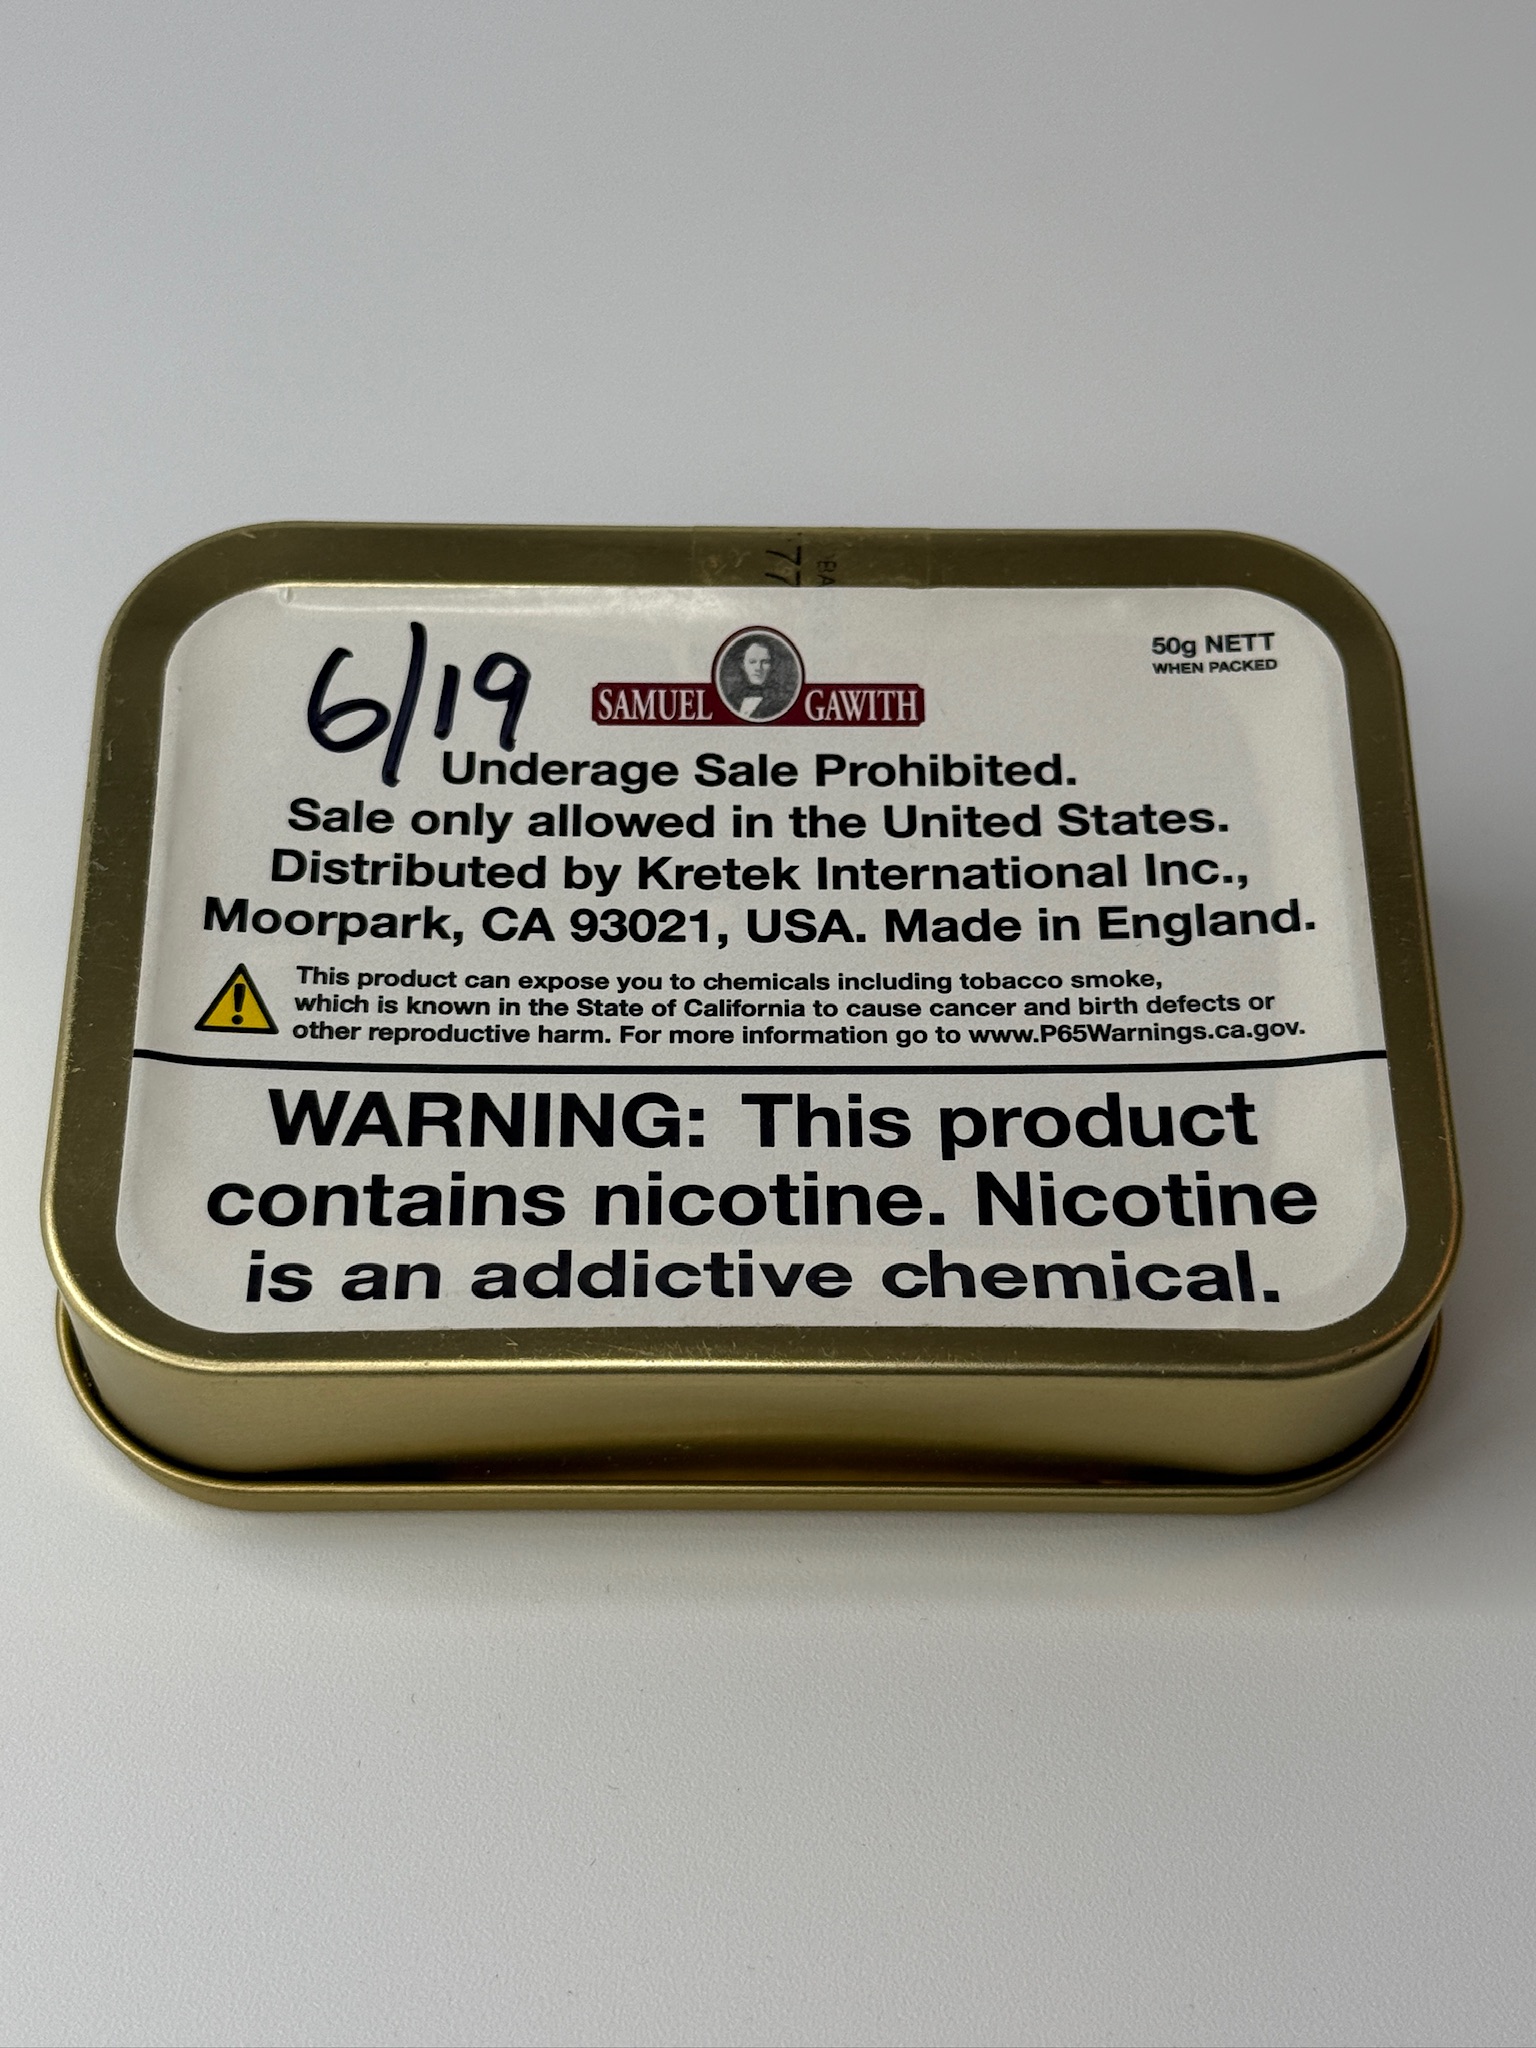 77
BA
6/19
SAMUEL GAWITH
50g NETT
WHEN PACKED
Underage Sale Prohibited.
Sale only allowed in the United States.
Distributed by Kretek International Inc.,
Moorpark, CA 93021, USA. Made in England.
This product can expose you to chemicals including tobacco smoke,
which is known in the State of California to cause cancer and birth defects or
other reproductive harm. For more information go to www.P65Warnings.ca.gov.
WARNING: This product
contains nicotine. Nicotine
is an addictive chemical.